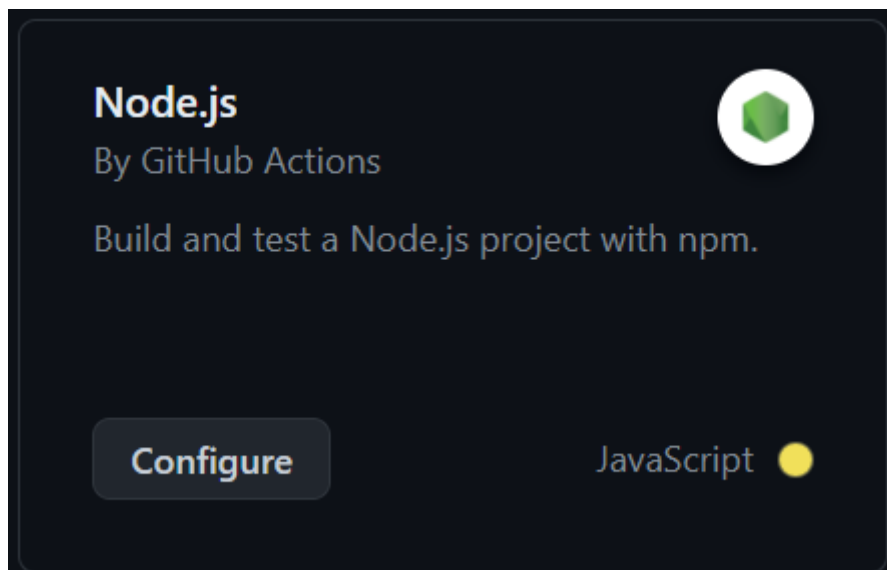 Node.js
By GitHub Actions
Build and test a Node.js project with npm.
Configure
JavaScript